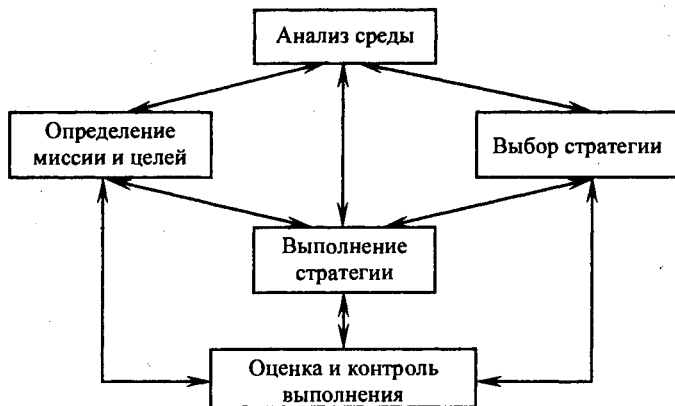 Анализ среды
Определение
миссии и целей
Выбор стратегии
Выполнение
стратегии
Оценка и контроль
выполнения